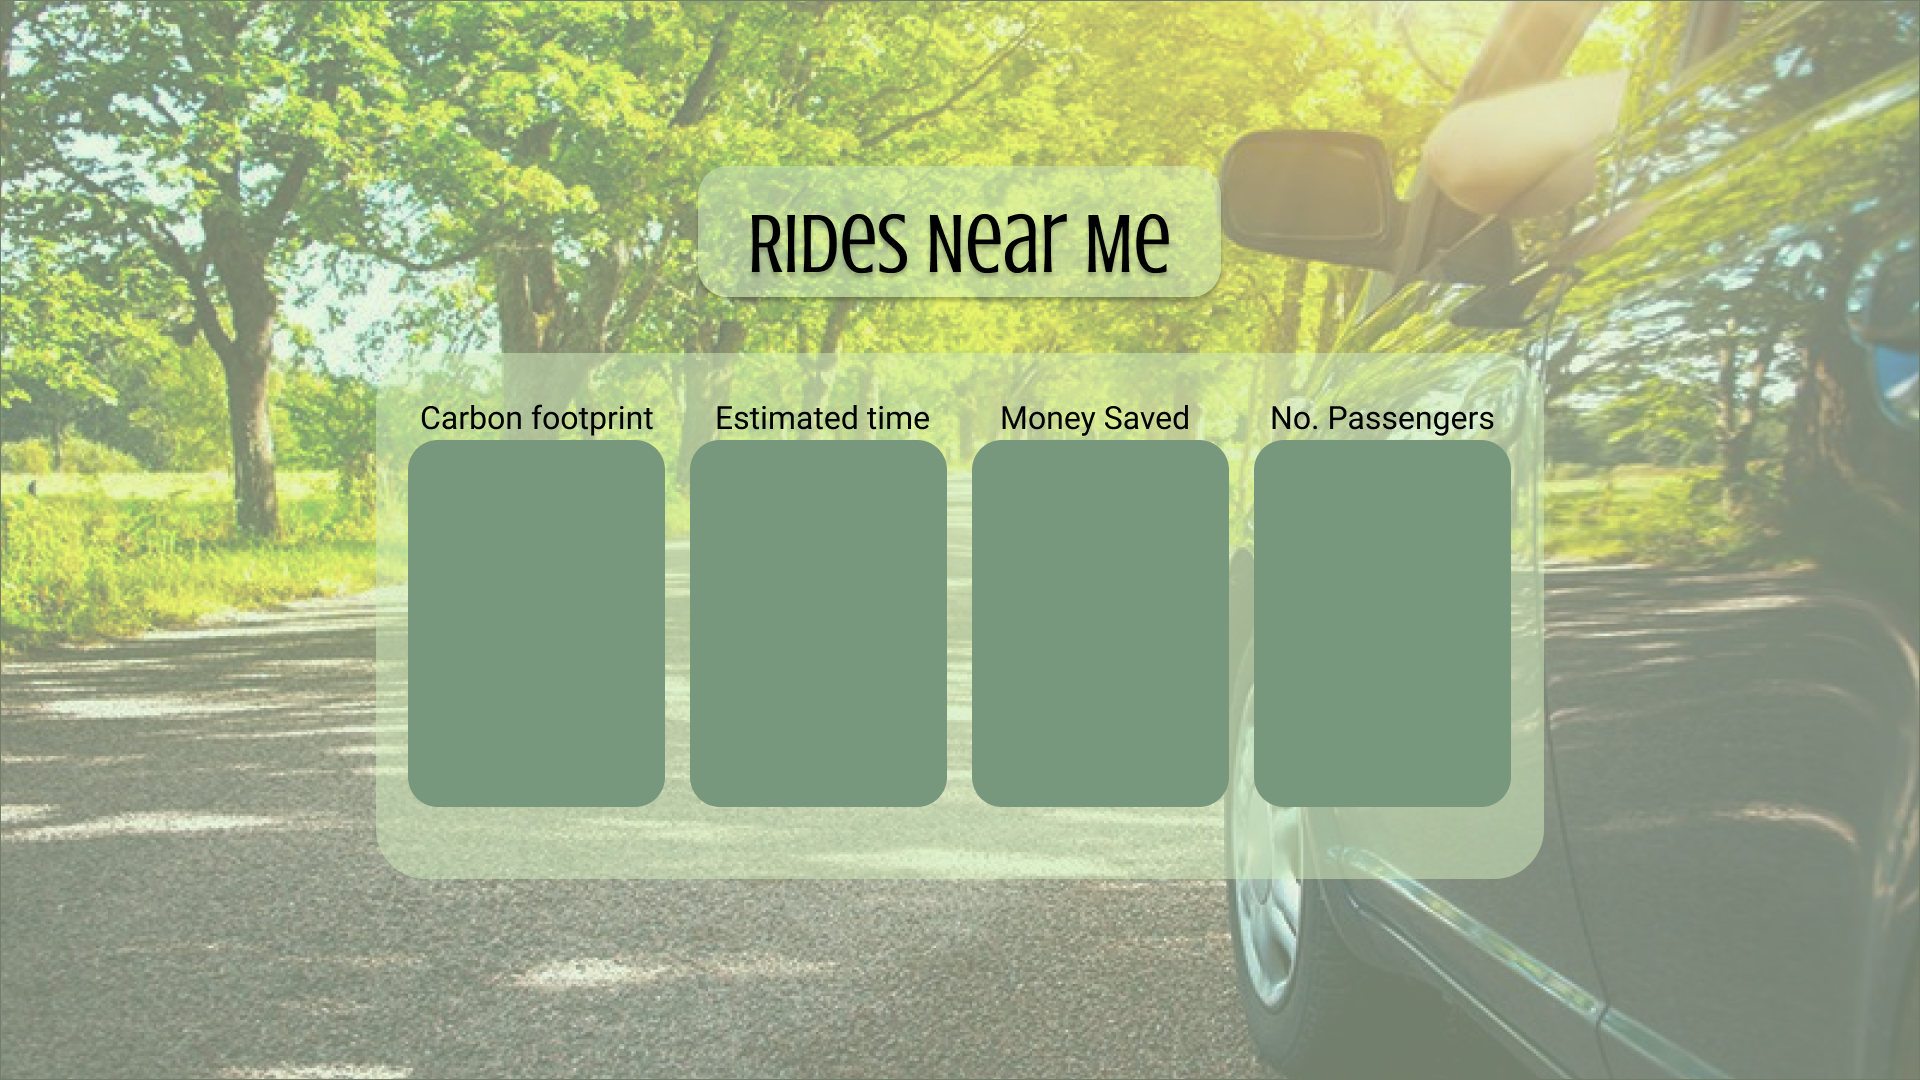 RIDes Near Me
Carbon footprint
Estimated time
Money Saved
No. Passengers